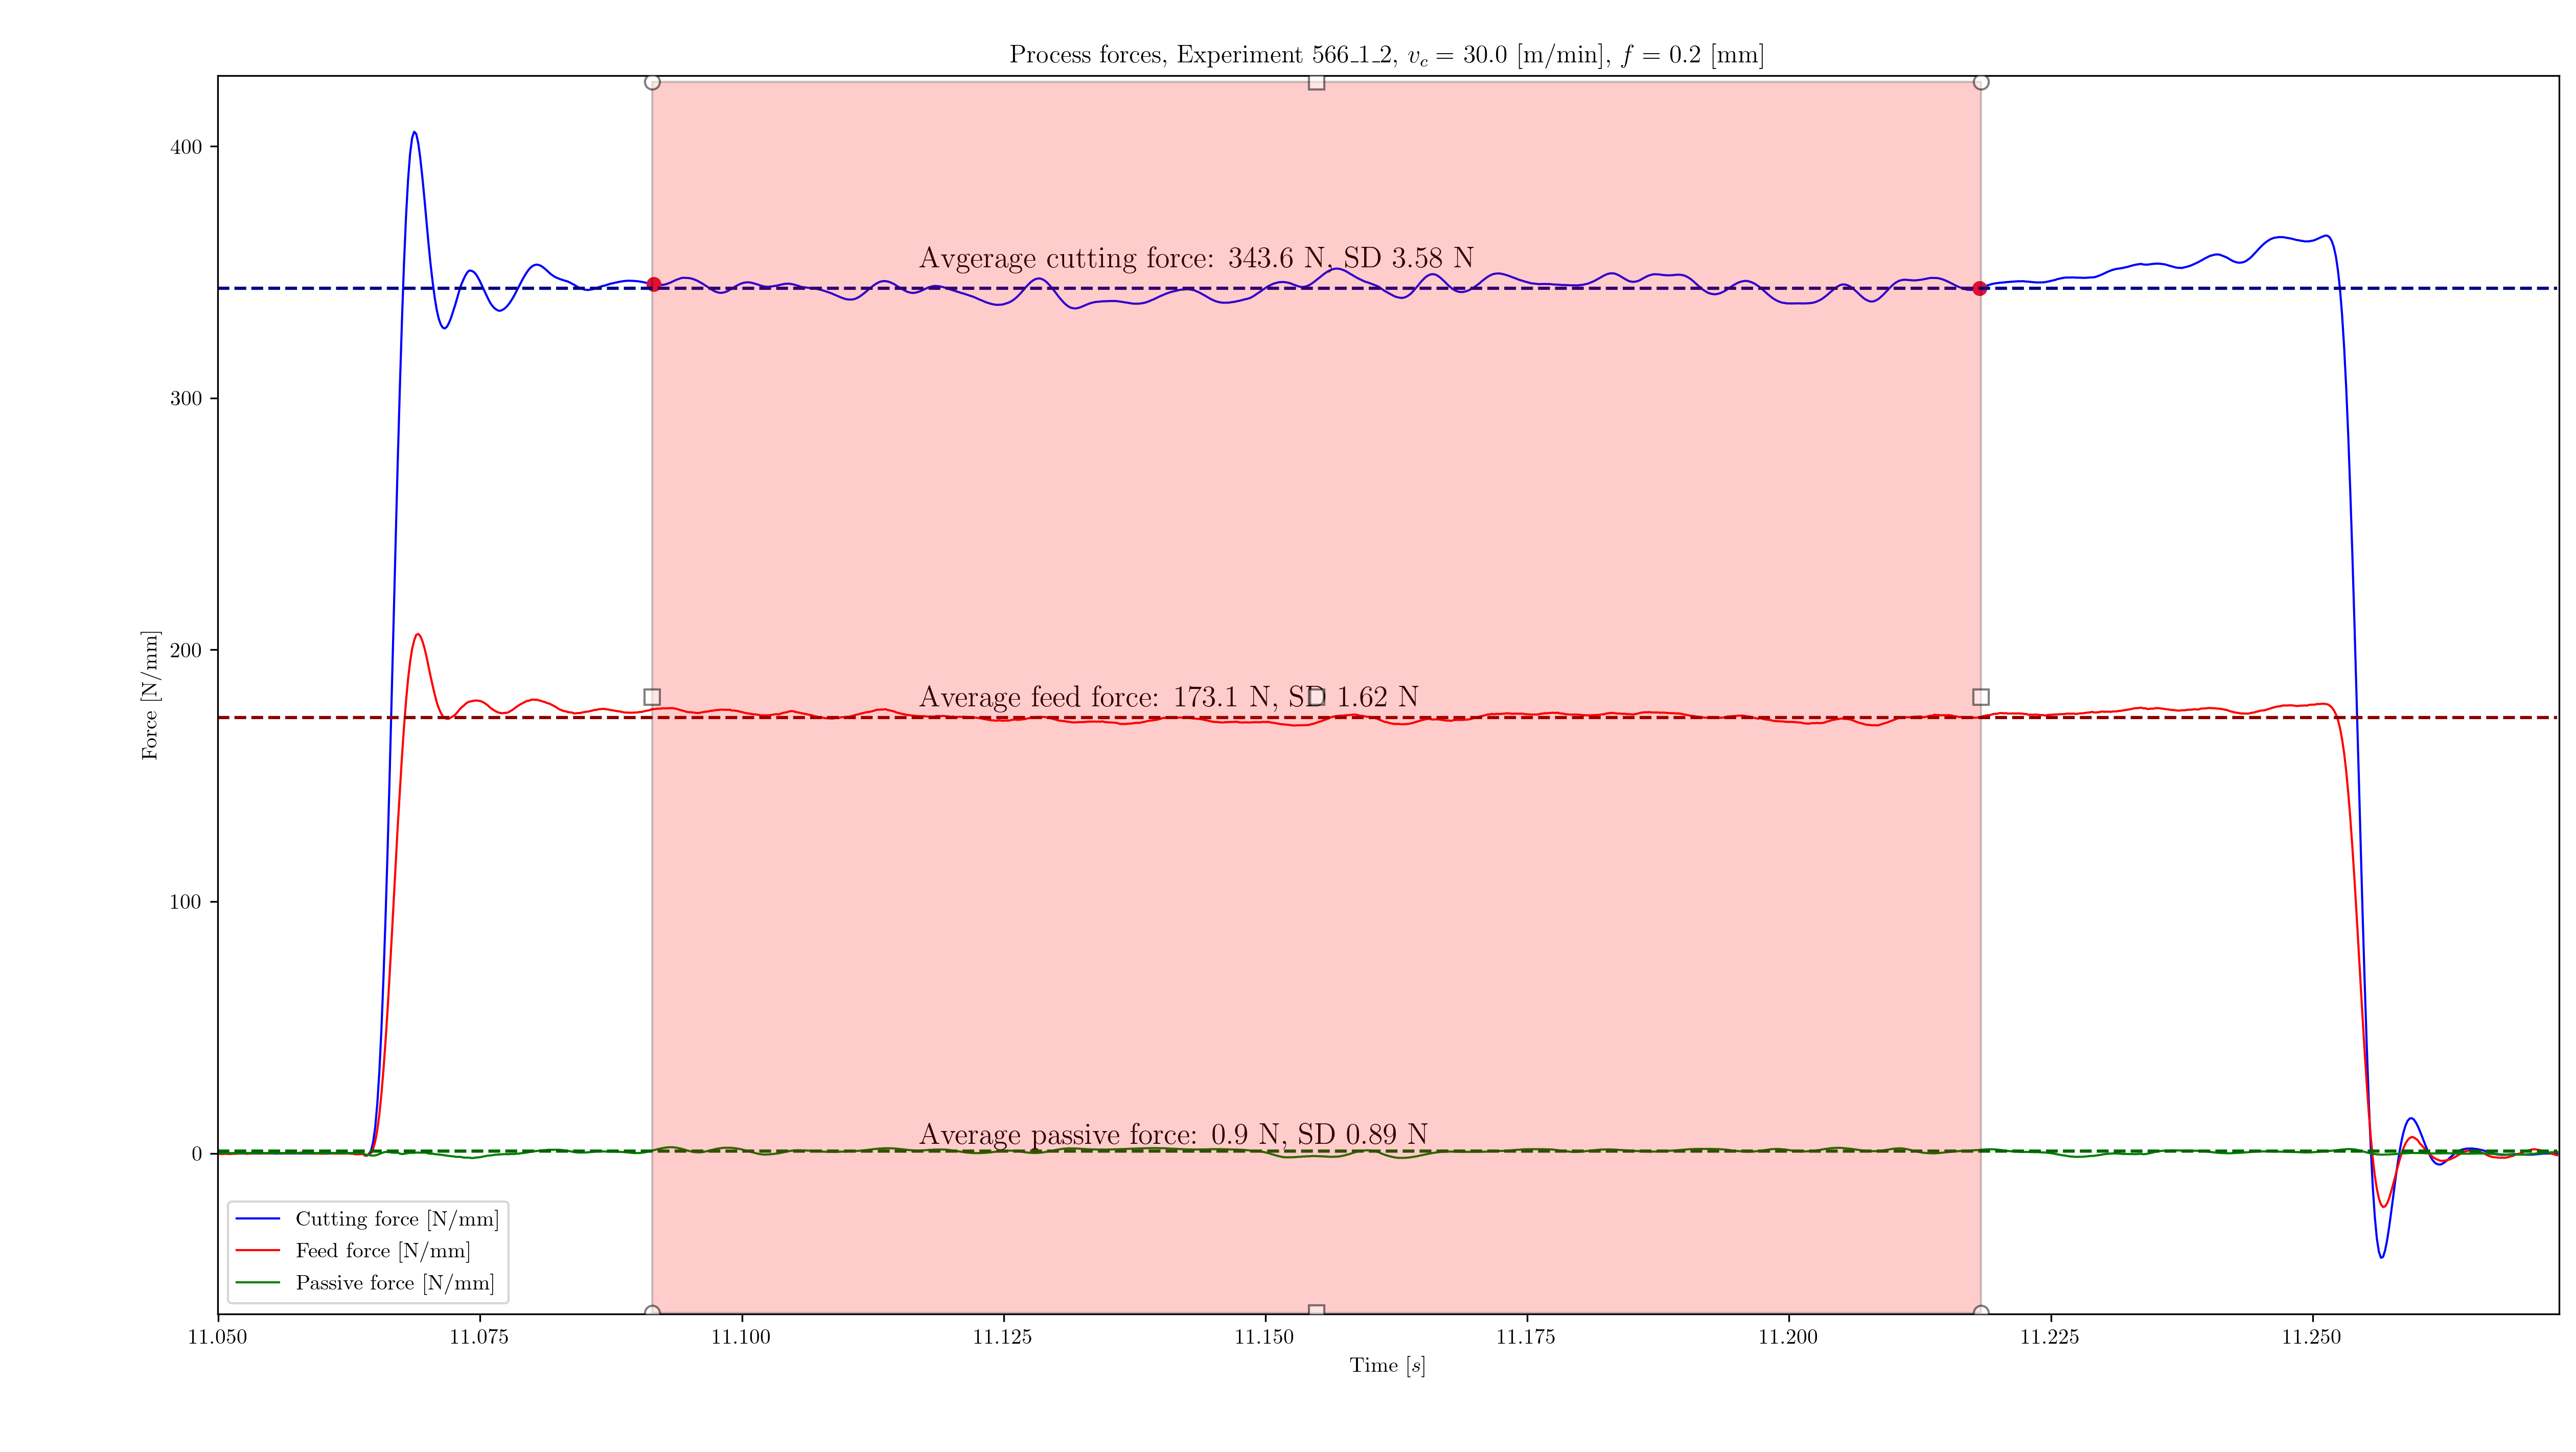 Process forces, Experiment 566_1_2, v_c = 30.0 [m/min], f = 0.2 [mm]
400
300
200
100
0
Force [N/mm]
Avgerage cutting force: 343.6 N, SD 3.58 N
Average feed force: 173.1 N, SD 1.62 N
Average passive force: 0.9 N, SD 0.89 N
Cutting force [N/mm]
Feed force [N/mm]
Passive force [N/mm]
11.050 11.075 11.100 11.125 11.150 11.175 11.200 11.225 11.250
Time [s]